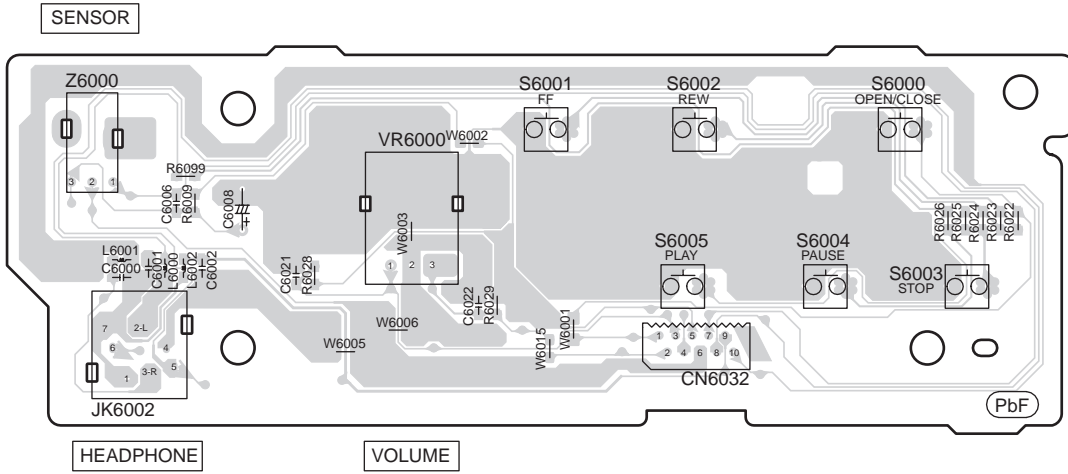 SENSOR
Z6000
S6001
FF
S6002
REW
S6000
OPEN/CLOSE
VR6000
W6002
R6099
3 2 1
C6006
R6009
C6008
W6003
R6026
R6025
R6024
R6023
R6022
L6001
C6000
C6001
L6000
L6002
C6002
C6021
R6028
1 2 3
S6005
PLAY
S6004
PAUSE
S6003
STOP
C6022
R6029
W6006
W6005
W6015
W6001
7 2-L
6 4
3-R 5
1
1 3 5 7 9
2 4 6 8 10
CN6032
JK6002
PbF
HEADPHONE
VOLUME